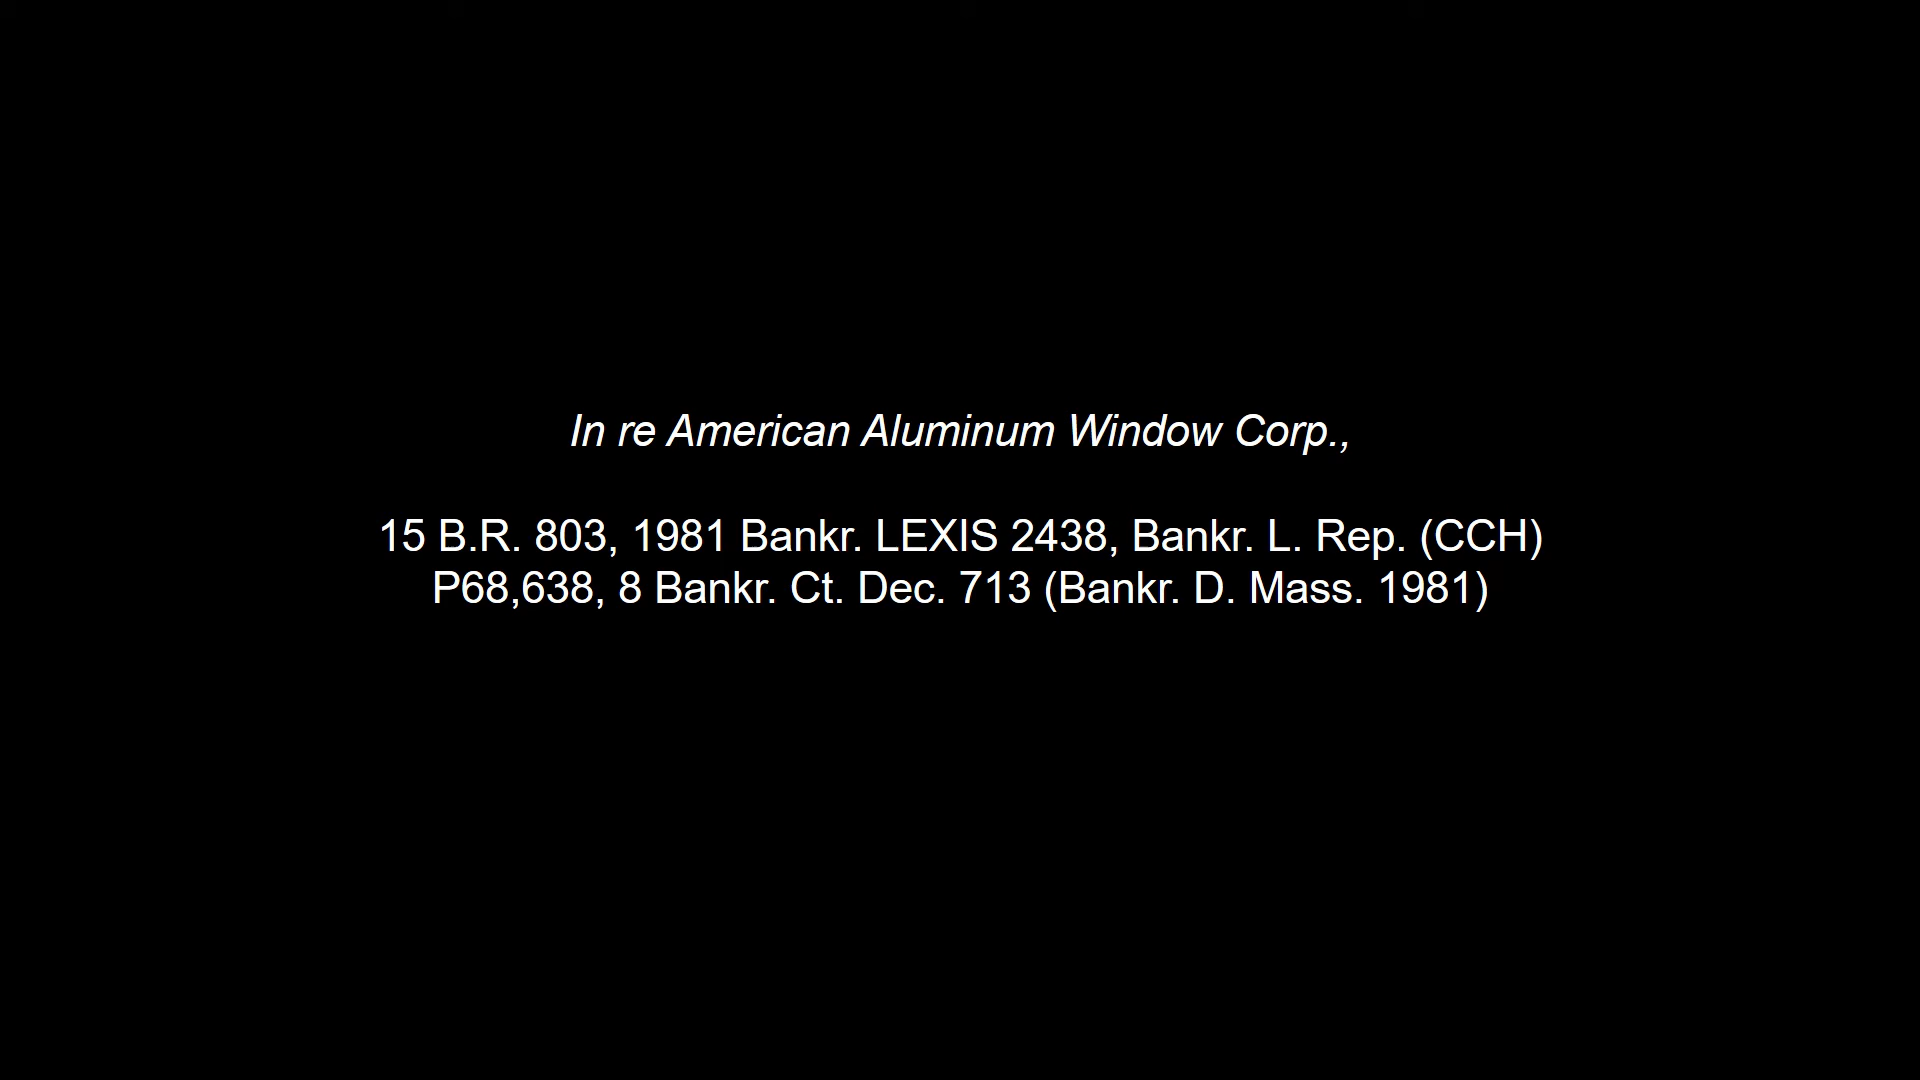 In re American Aluminum Window Corp.,
15 B.R. 803, 1981 Bankr. LEXIS 2438, Bankr. L. Rep. (CCH)
P68,638, 8 Bankr. Ct. Dec. 713 (Bankr. D. Mass. 1981)